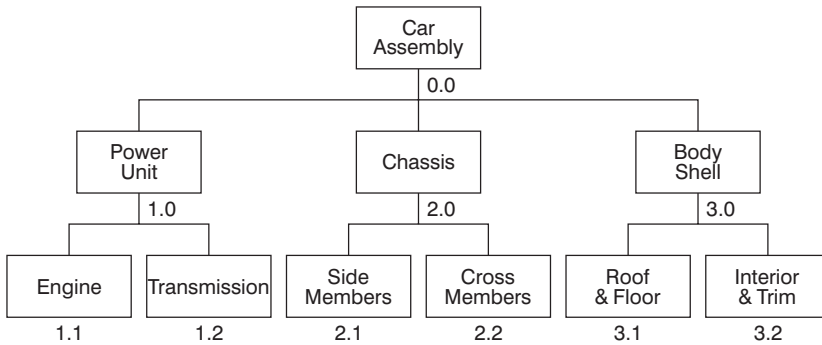 Car
Assembly
0.0
Power
Unit
Chassis
Body
Shell
1.0
2.0
3.0
Engine
Transmission
Side
Members
Cross
Members
Roof
& Floor
Interior
& Trim
1.1
1.2
2.1
2.2
3.1
3.2